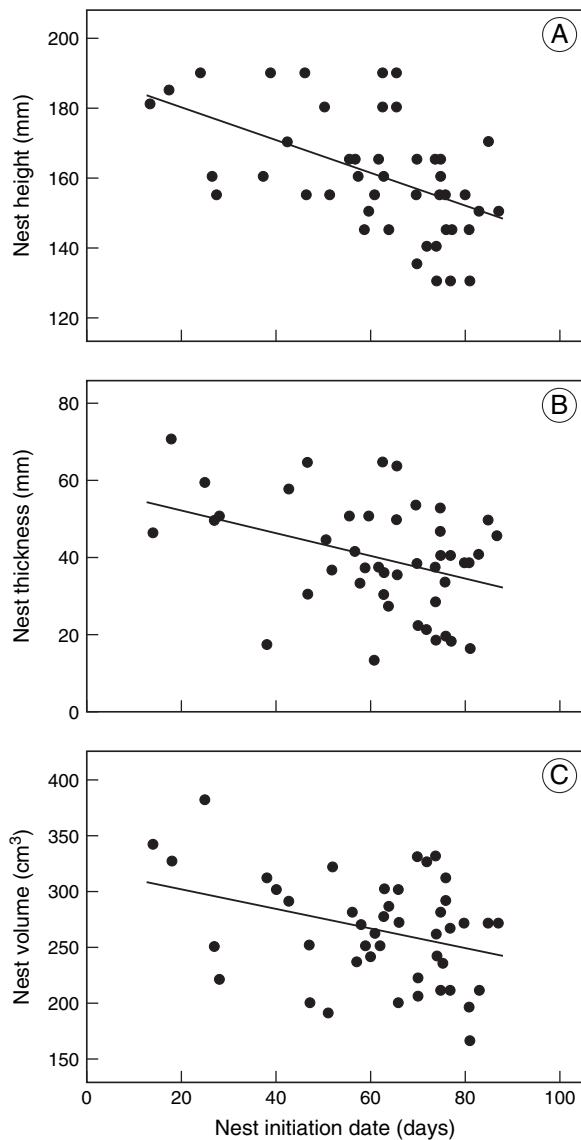 A
200
180
160
140
120
Nest height (mm)
B
80
60
40
20
0
Nest thickness (mm)
C
400
350
300
250
200
150
Nest volume (cm³)
0 20 40 60 80 100
Nest initiation date (days)